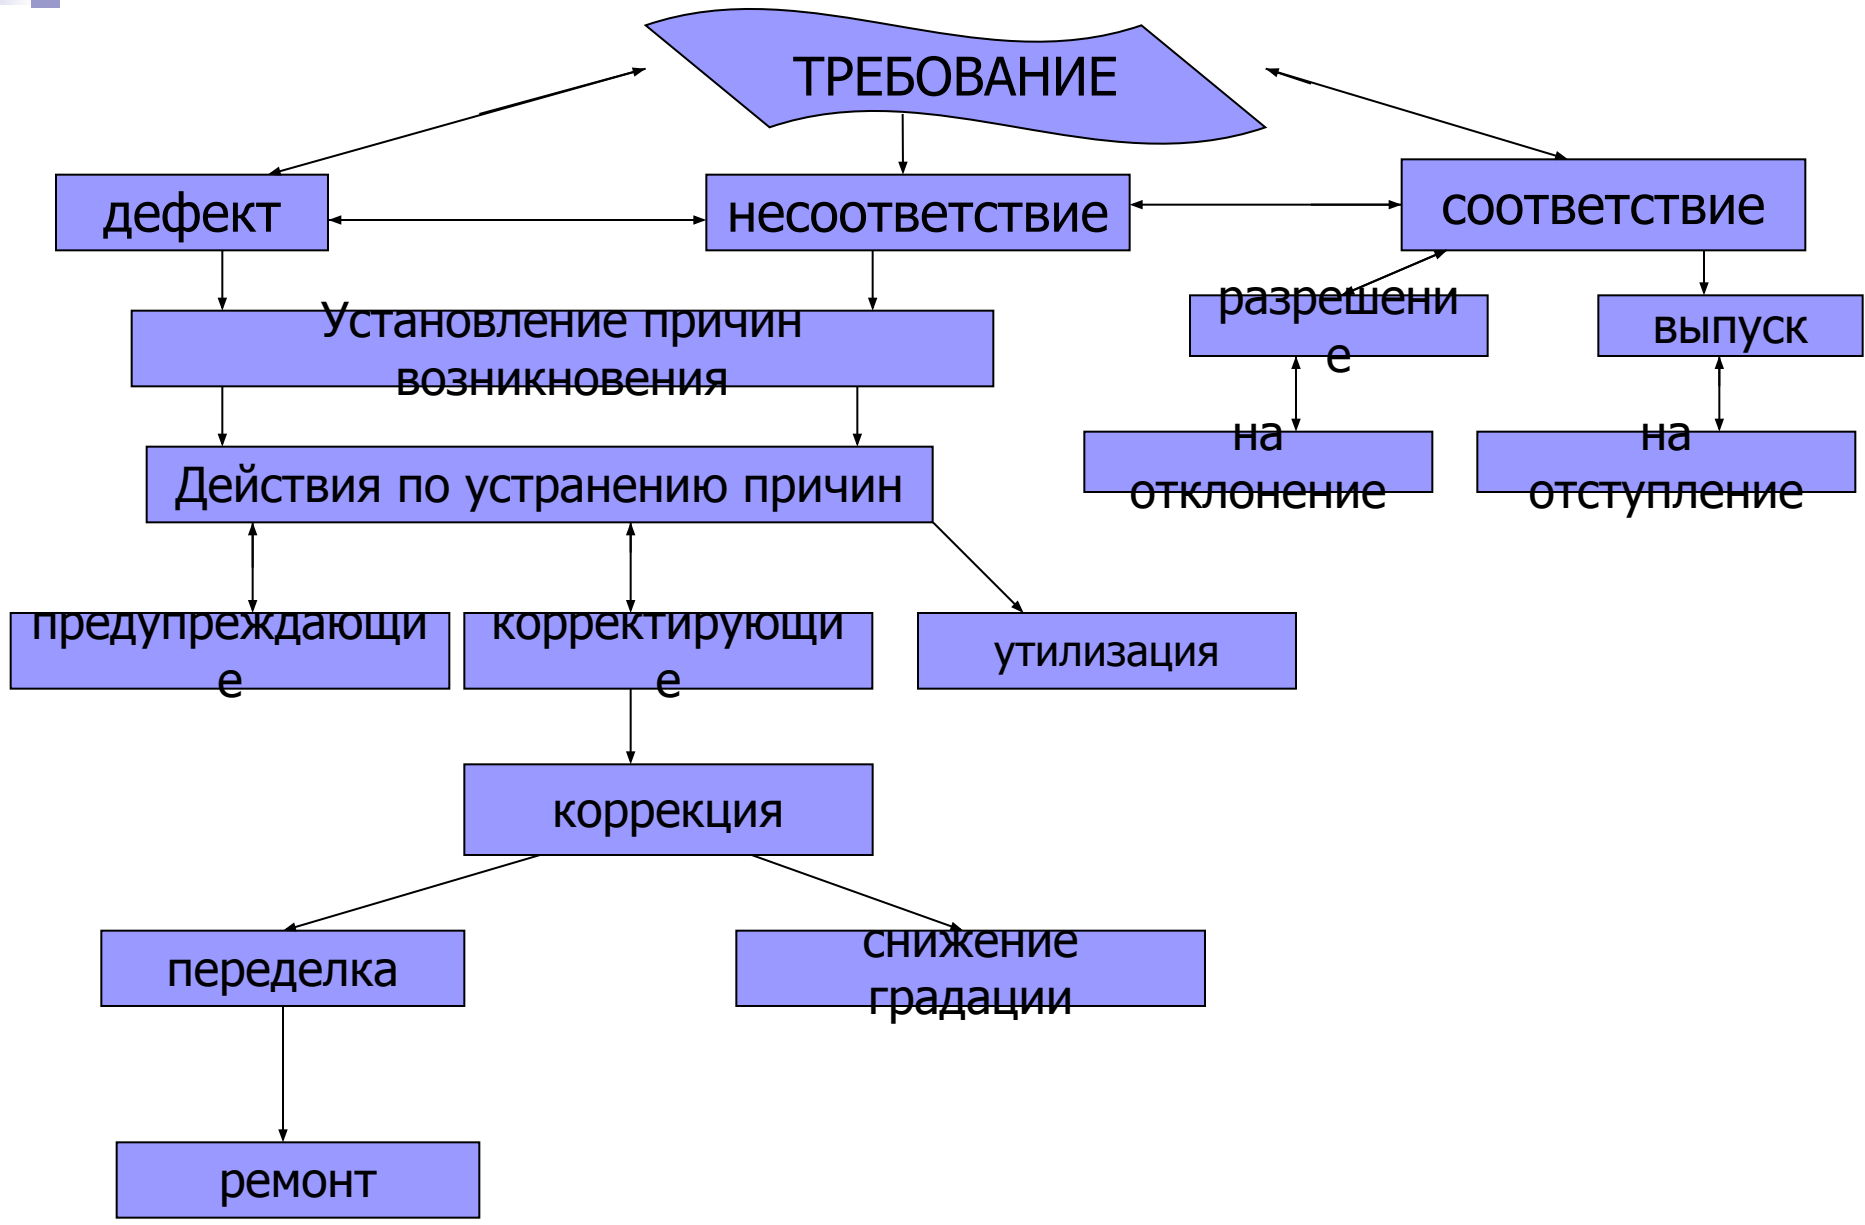 ТРЕБОВАНИЕ
дефект
несоответствие
соответствие
Установление причин
возникновения
разрешени
е
выпуск
Действия по устранению причин
на
отклонение
на
отступление
предупреждающи
е
корректирующи
е
утилизация
коррекция
переделка
снижение
градации
ремонт